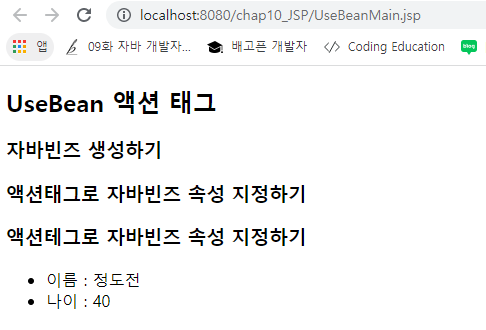 localhost:8080/chap10_JSP/UseBeanMain.jsp
앱 09화 자바 개발자... 배고픈 개발자 </> Coding Education blog
UseBean 액션 태그
자바빈즈 생성하기
액션태그로 자바빈즈 속성 지정하기
액션테그로 자바빈즈 속성 지정하기
• 이름 : 정도전
• 나이 : 40